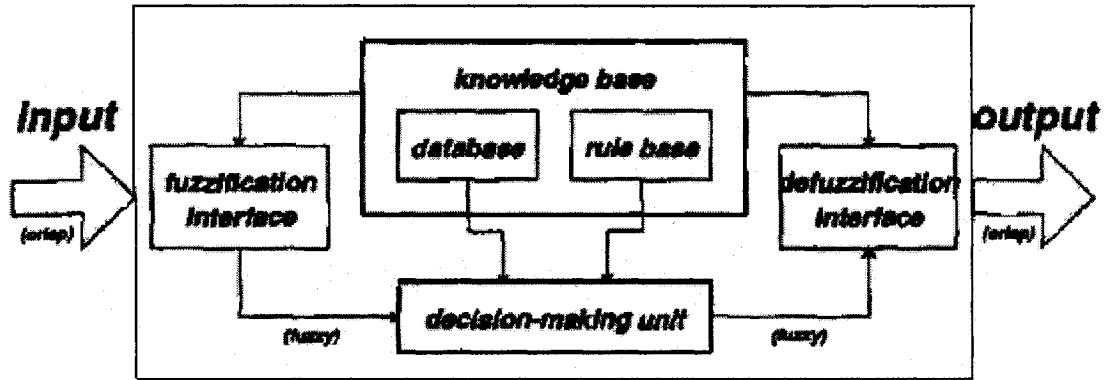 knowledge base
input
output
database
rule base
fuzzification
interface
defuzzification
interface
(crisp)
(crisp)
decision-making unit
(fuzzy)
(fuzzy)